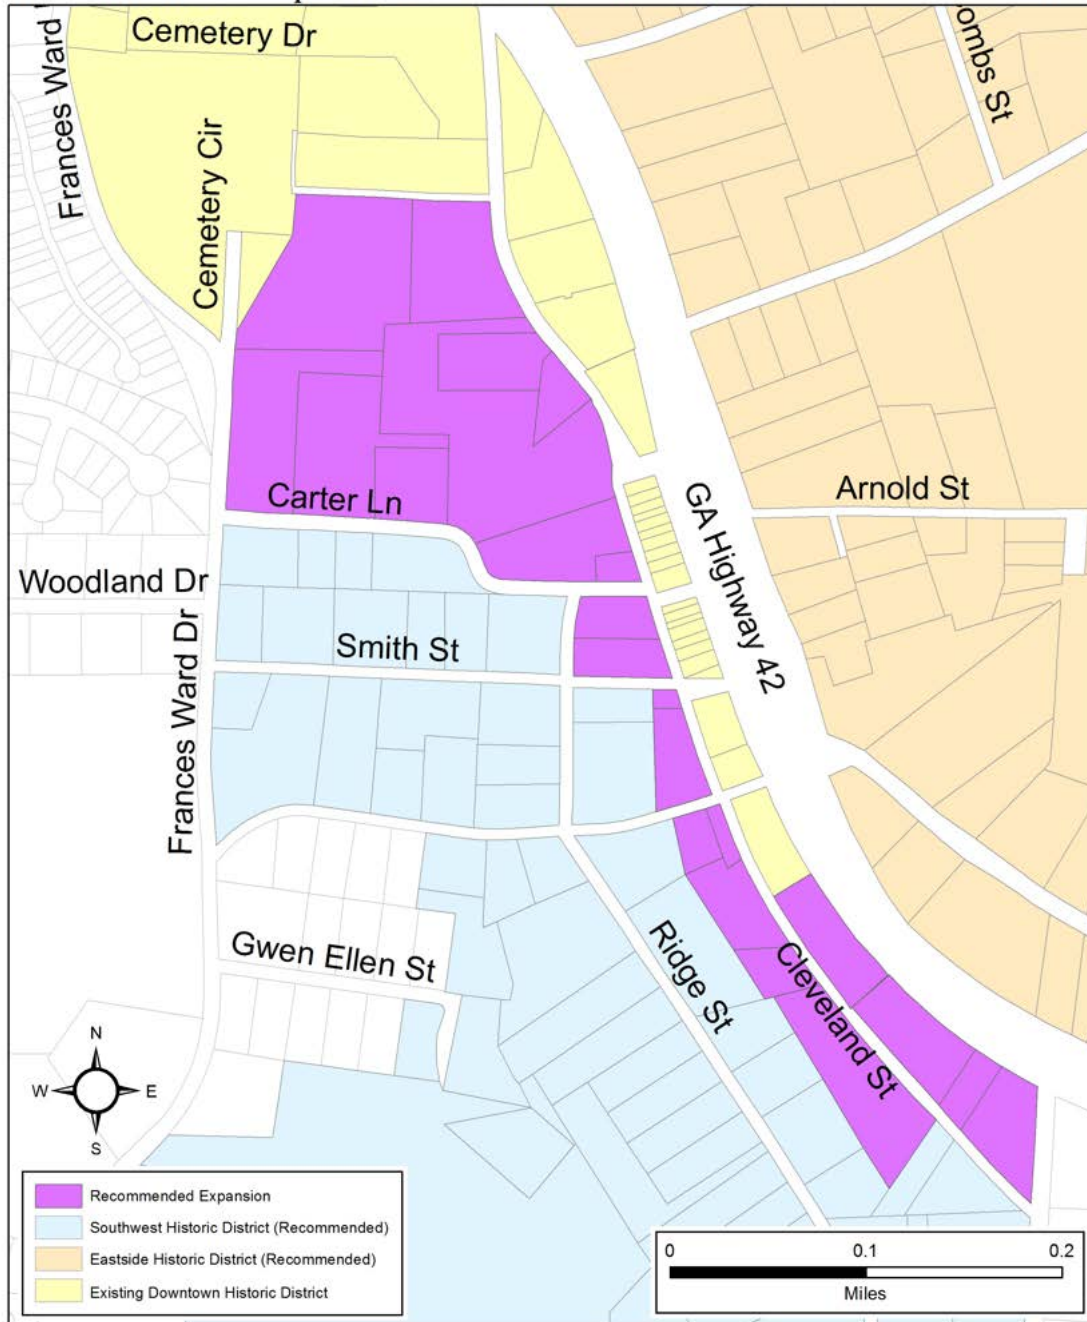 Cemetery Dr
Frances Ward
ombs St
Cemetery Cir
Carter Ln
GA Highway 42
Arnold St
Woodland Dr
Smith St
Frances Ward Dr
Gwen Ellen St
Ridge St
Cleveland St
N
W E
S
Recommended Expansion
Southwest Historic District (Recommended)
Eastside Historic District (Recommended)
Existing Downtown Historic District
0 0.1 0.2
Miles